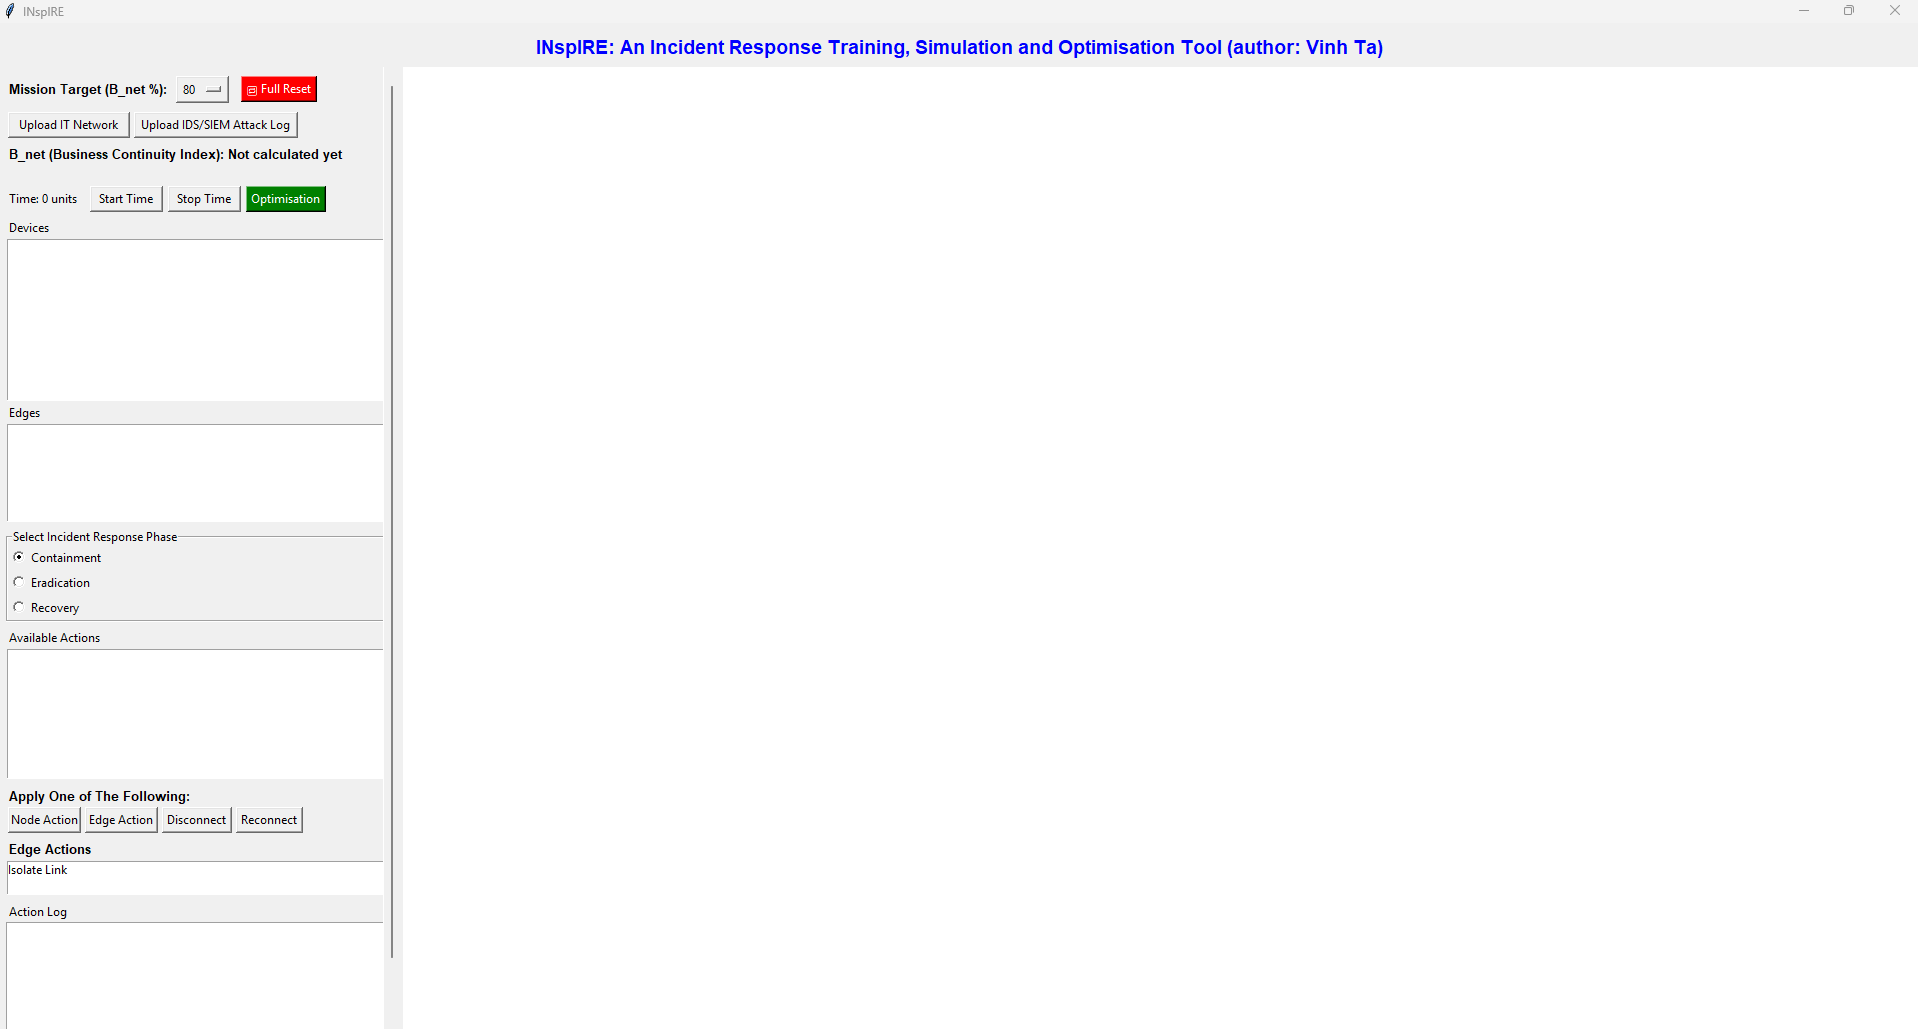 INspIRE
INspIRE: An Incident Response Training, Simulation and Optimisation Tool (author: Vinh Ta)
Mission Target (B_net %): 80 Full Reset
Upload IT Network Upload IDS/SIEM Attack Log
B_net (Business Continuity Index): Not calculated yet
Time: 0 units Start Time Stop Time Optimisation
Devices
Edges
Select Incident Response Phase
Containment
Eradication
Recovery
Available Actions
Apply One of The Following:
Node Action Edge Action Disconnect Reconnect
Edge Actions
Isolate Link
Action Log